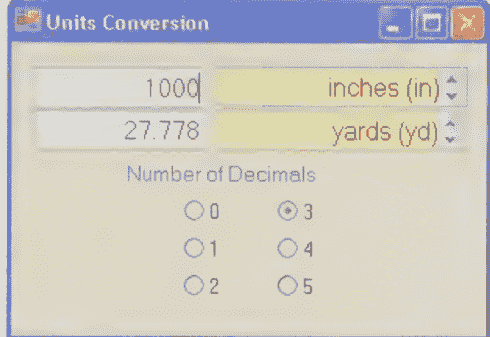 Units Conversion
1000 inches (in)
27.778 yards (yd)
Number of Decimals
0 3
1 4
2 5